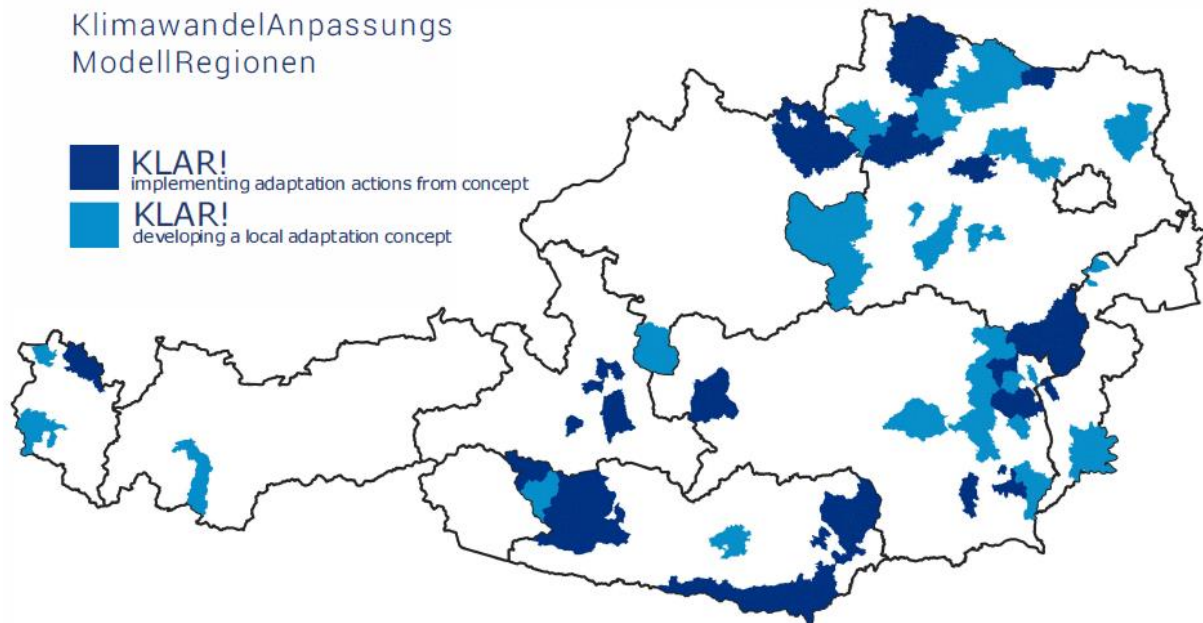 KlimawandelAnpassungs
ModellRegionen
KLAR!
implementing adaptation actions from concept
KLAR!
developing a local adaptation concept